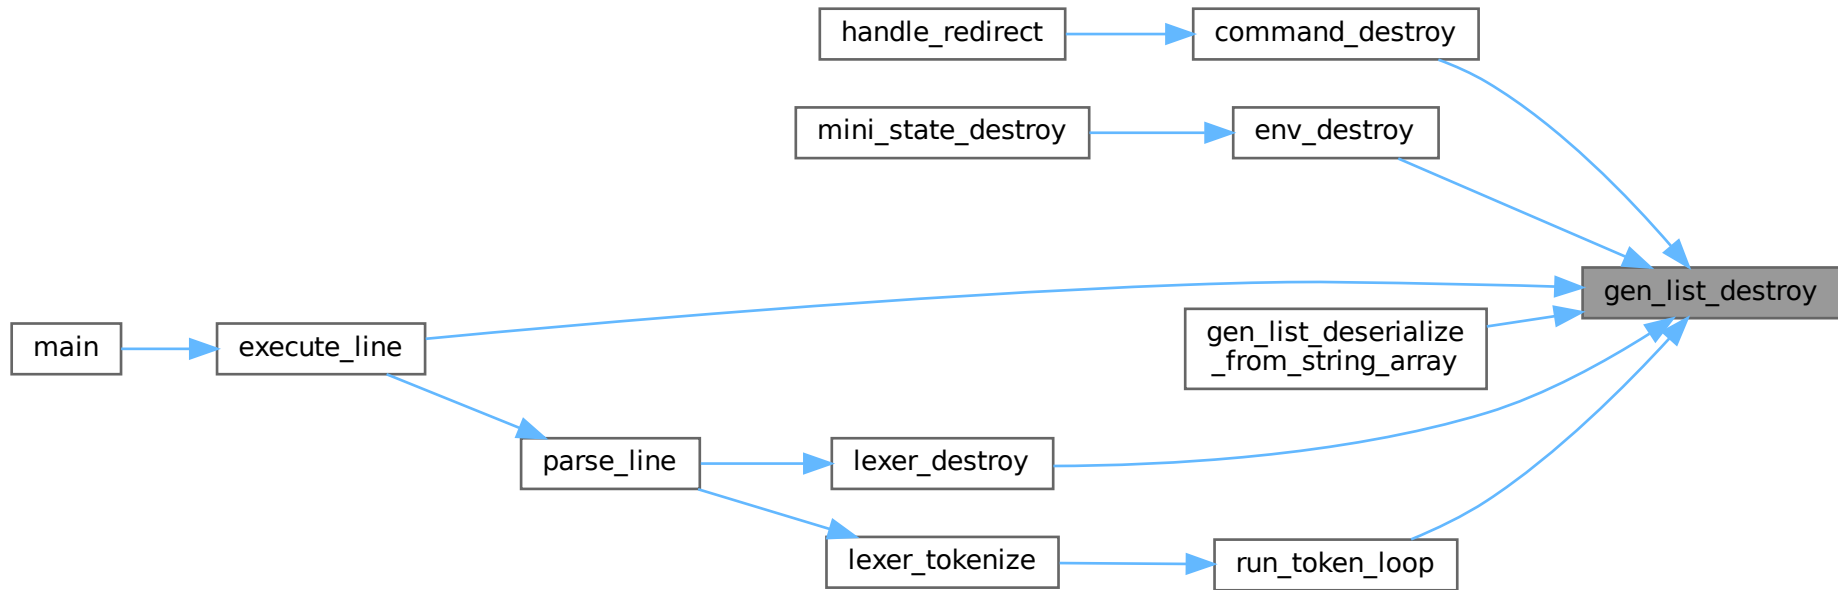 handle_redirect
command_destroy
mini_state_destroy
env_destroy
gen_list_destroy
main
execute_line
gen_list_deserialize
_from_string_array
parse_line
lexer_destroy
lexer_tokenize
run_token_loop